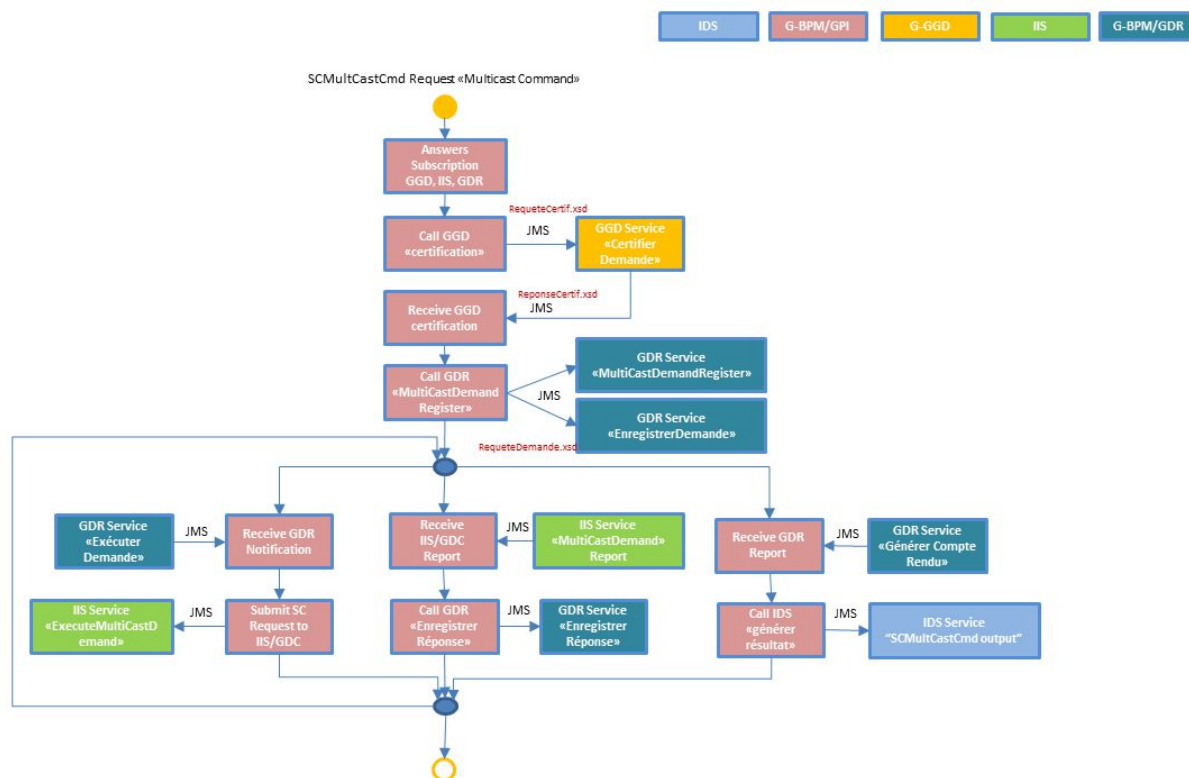 IDS
G-BPM/GPI
G-GGD
IIS
G-BPM/GDR
SCMultCastCmd Request «Multicast Command»
Answers
Subscription
GGD, IIS, GDR
RequeteCertif.xsd
Call GGD
«certification»
JMS
GGD Service
«Certifier
Demande»
ReponseCertif.xsd
JMS
Receive GGD
certification
Call GDR
«MultiCastDemand
Register»
JMS
GDR Service
«MultiCastDemandRegister»
GDR Service
«EnregistrerDemande»
RequeteDemande.xsd
GDR Service
«Exécuter
Demande»
JMS
Receive GDR
Notification
Receive
IIS/GDC
Report
JMS
IIS Service
«MultiCastDemand»
Report
Receive GDR
Report
JMS
GDR Service
«Générer Compte
Rendu»
IIS Service
«ExecuteMultiCastD
emand»
JMS
Submit SC
Request to
IIS/GDC
Call GDR
«Enregistrer
Réponse»
JMS
GDR Service
«Enregistrer
Réponse»
Call IDS
«générer
résultat»
JMS
IDS Service
“SCMultCastCmd output”